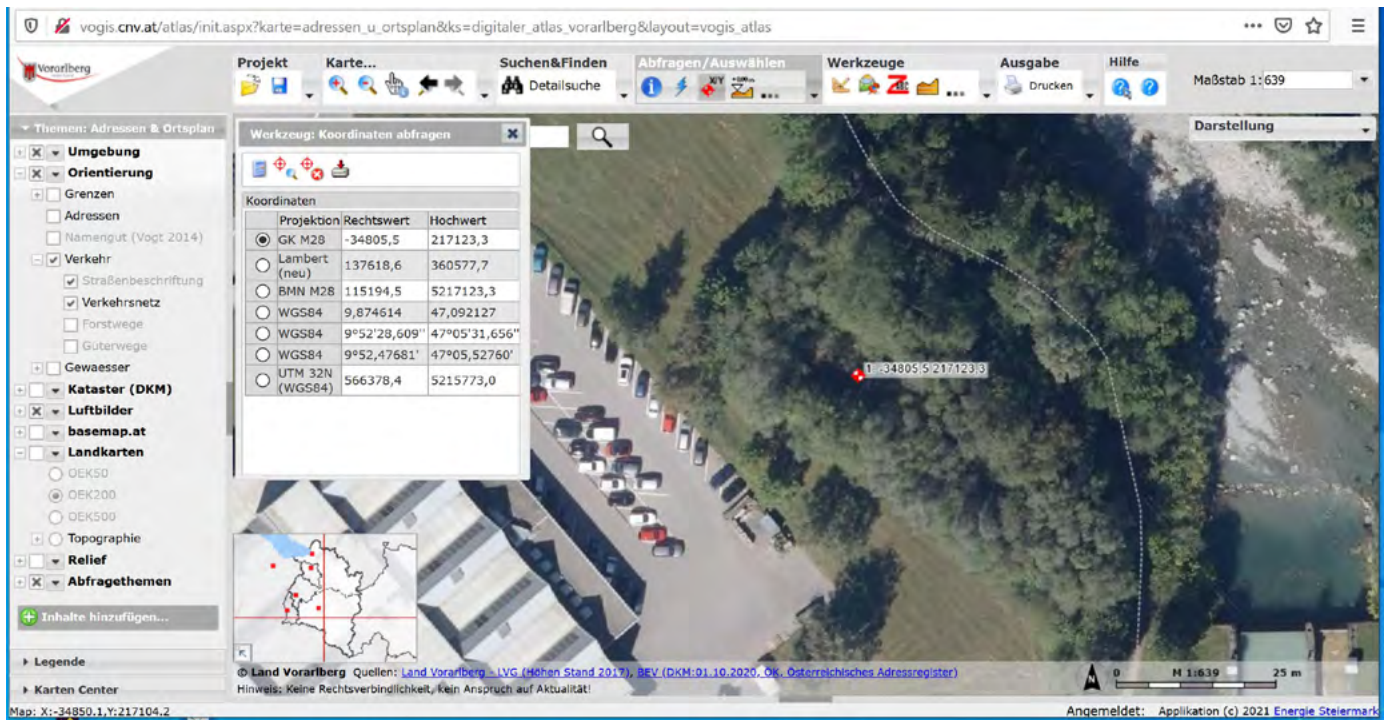 vogis.cnv.at/atlas/init.aspx?karte=adressen_u_ortsplan&ks=digitaler_atlas_vorarlberg&layout=vogis_atlas
Vorarlberg
Projekt Karte... Suchen&Finden Abfragen/Auswählen Werkzeuge Ausgabe Hilfe
Detailsuche X/Y ... ... Drucken Maßstab 1: 639
Themen: Adressen & Ortsplan
Umgebung
Orientierung
Grenzen
Adressen
Namengut (Vogt 2014)
Verkehr
Straßenbeschriftung
Verkehrsnetz
Forstwege
Güterwege
Gewaesser
Kataster (DKM)
Luftbilder
basemap.at
Landkarten
OEK50
OEK200
OEK500
Topographie
Relief
Abfragethemen
Inhalte hinzufügen...
Legende
Karten Center
Werkzeug: Koordinaten abfragen
Koordinaten
Projektion Rechtswert Hochwert
GK M28 -34805,5 217123,3
Lambert (neu) 137618,6 360577,7
BMN M28 115194,5 5217123,3
WGS84 9,874614 47,092127
WGS84 9°52'28,609'' 47°05'31,656''
WGS84 9°52,47681' 47°05,52760'
UTM 32N (WGS84) 566378,4 5215773,0
Darstellung
1 -34805,5 217123,3
© Land Vorarlberg Quellen: Land Vorarlberg - LVG (Höhen Stand 2017), BEV (DKM:01.10.2020, ÖK, Österreichisches Adressregister)
Hinweis: Keine Rechtsverbindlichkeit, kein Anspruch auf Aktualität!
N 0 M 1:639 25 m
Map: X:-34850.1,Y:217104.2
Angemeldet: Applikation (c) 2021 Energie Steiermark